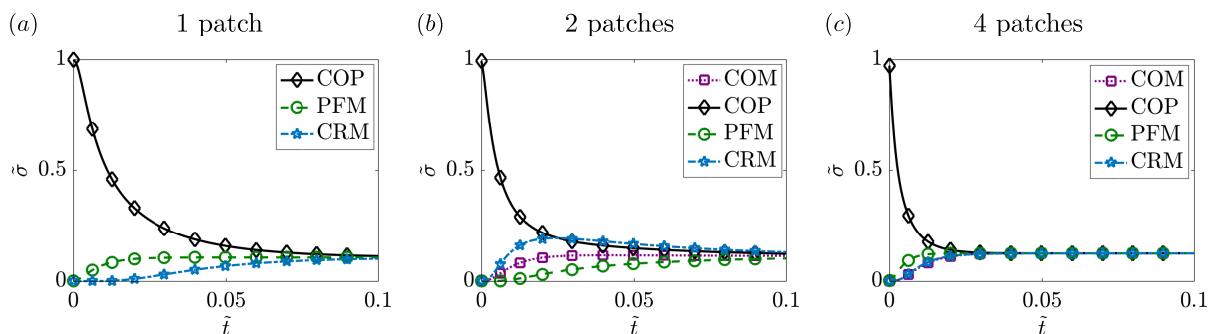 (a) 1 patch
1
0.5
0
σ̃
0 0.05 0.1
t̃
COP
PFM
CRM
(b) 2 patches
1
0.5
0
σ̃
0 0.05 0.1
t̃
COM
COP
PFM
CRM
(c) 4 patches
1
0.5
0
σ̃
0 0.05 0.1
t̃
COM
COP
PFM
CRM